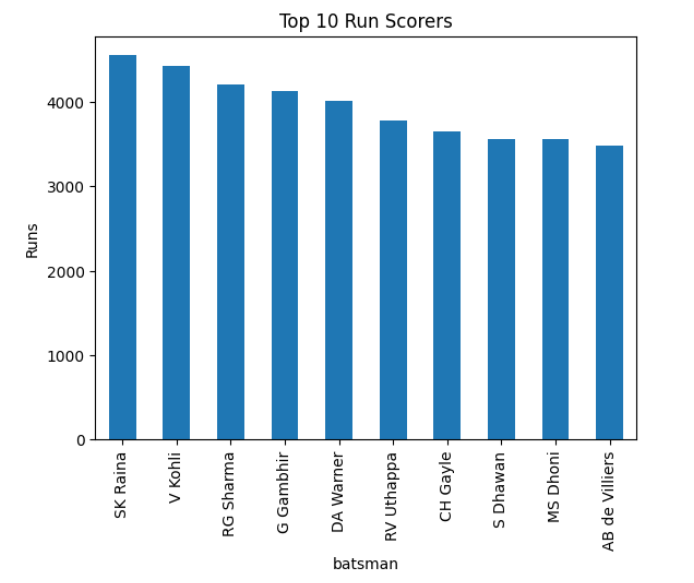 Top 10 Run Scorers
Runs
4000
3000
2000
1000
0
SK Raina
V Kohli
RG Sharma
G Gambhir
DA Warner
RV Uthappa
CH Gayle
S Dhawan
MS Dhoni
AB de Villiers
batsman